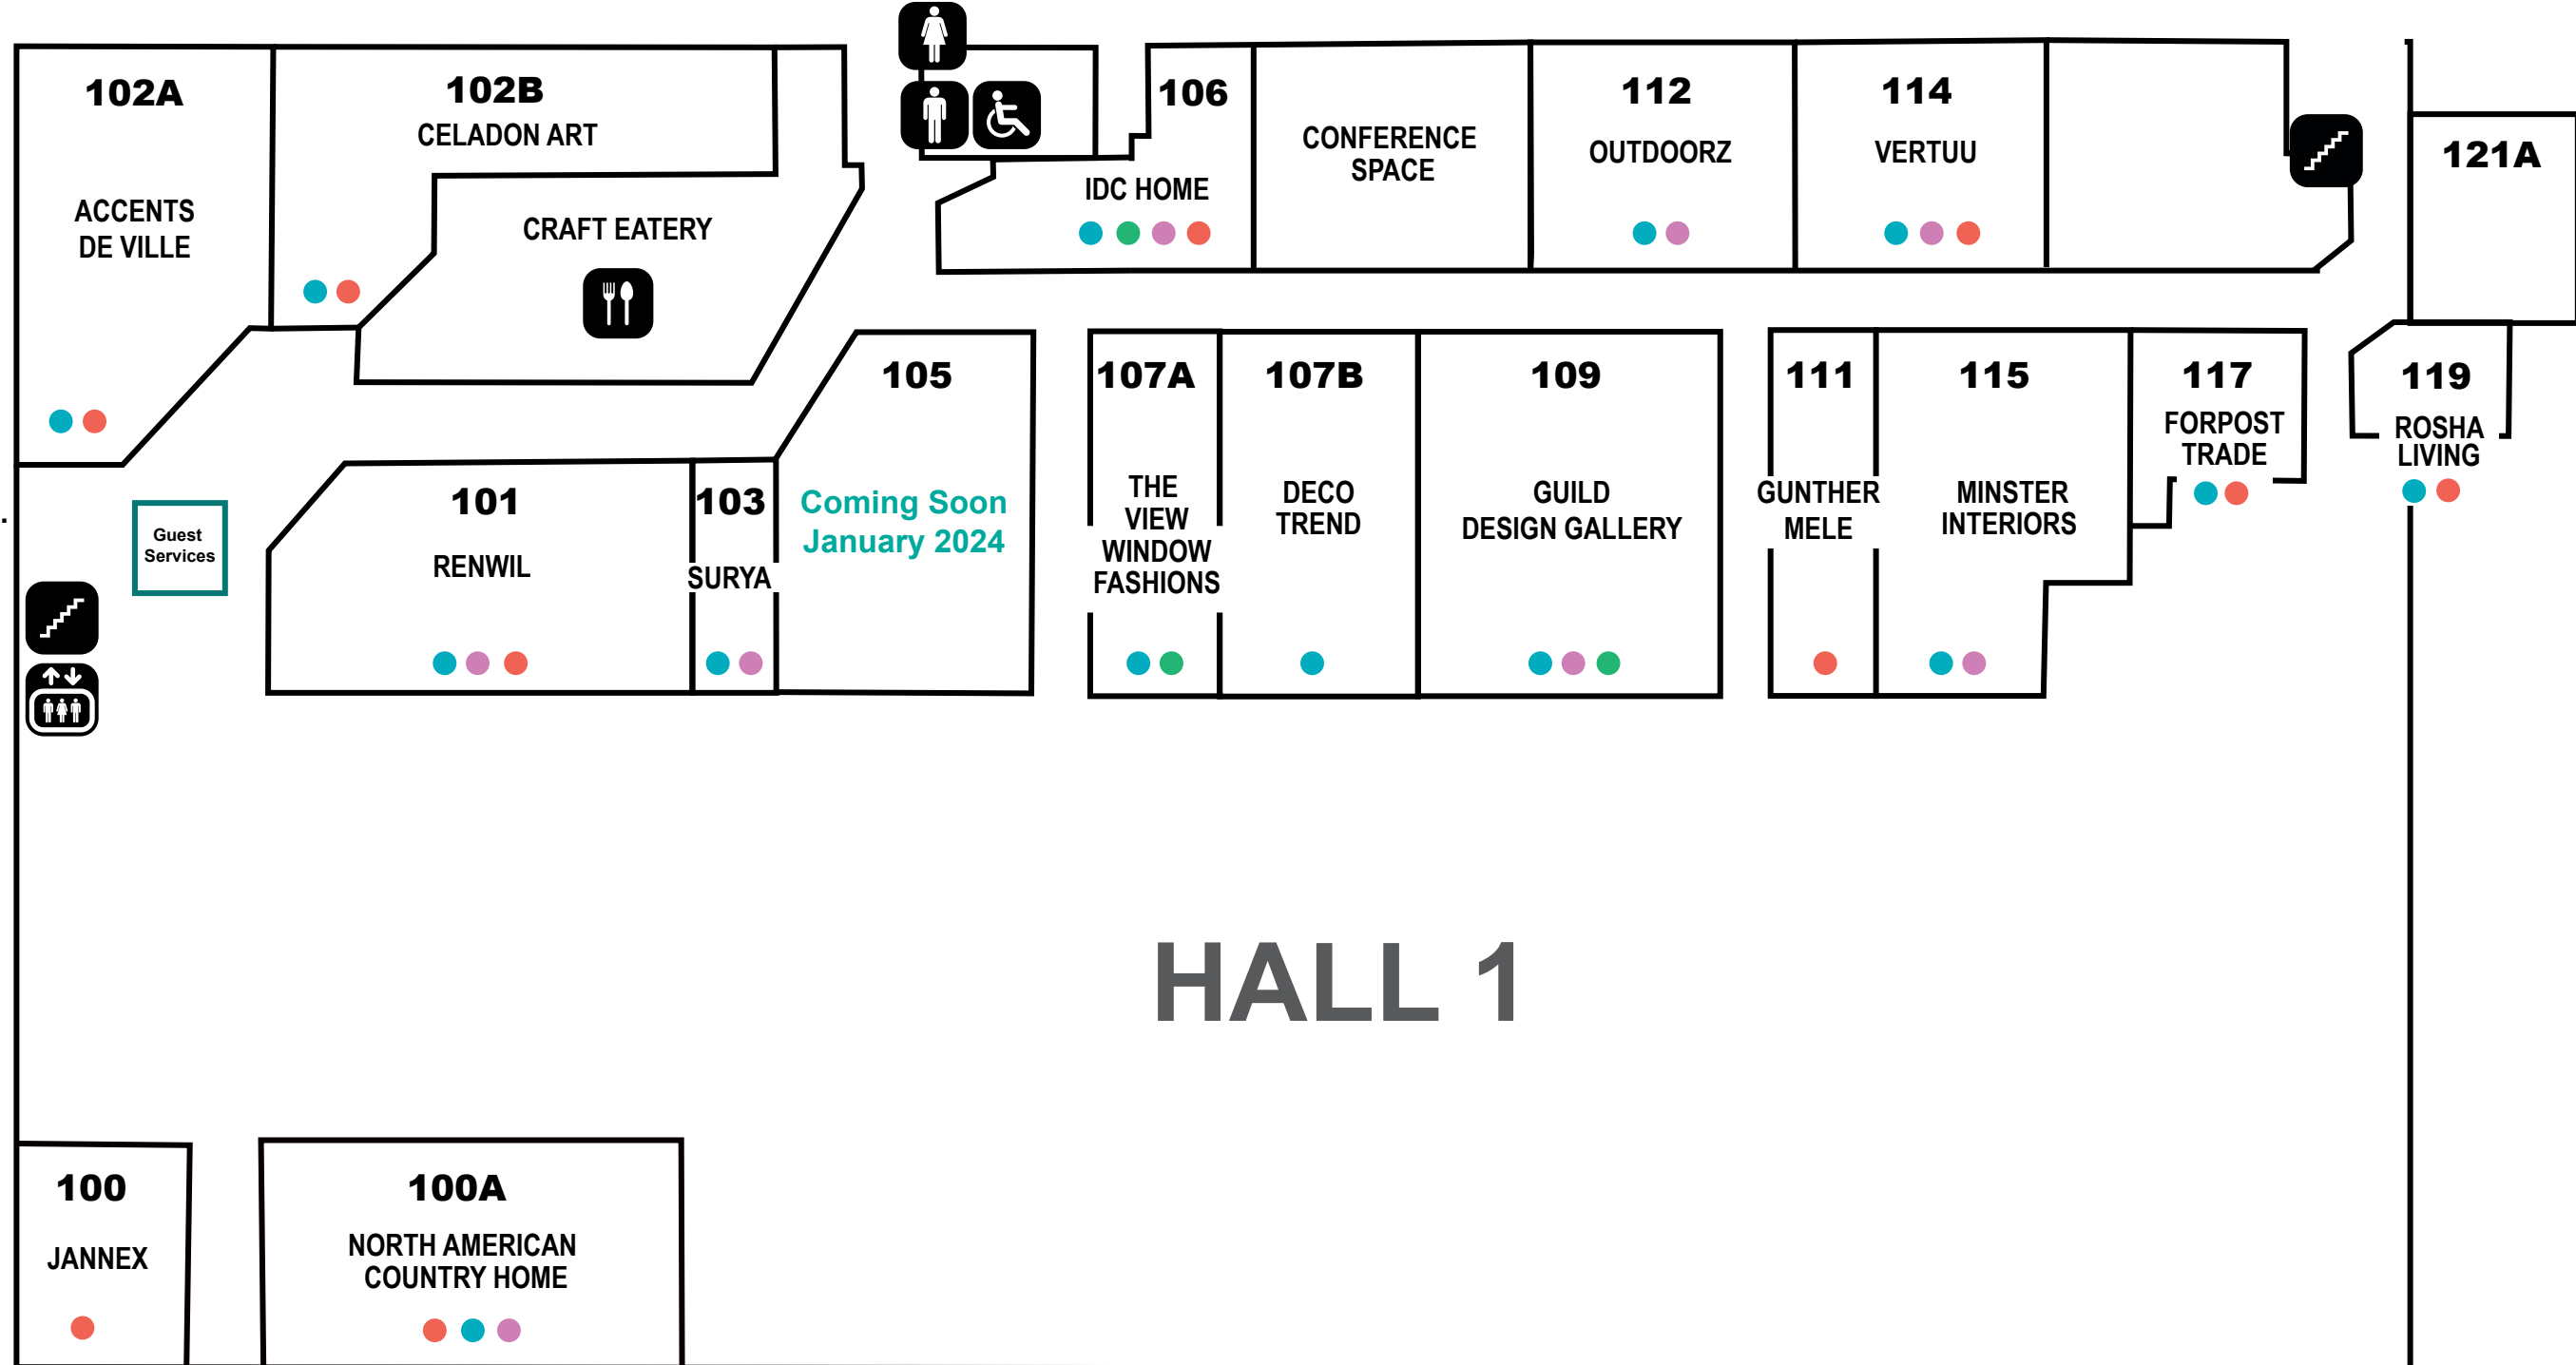 102A
ACCENTS
DE VILLE
102B
CELADON ART
CRAFT EATERY
106
IDC HOME
CONFERENCE
SPACE
112
OUTDOORZ
114
VERTUU
121A
Guest
Services
101
RENWIL
103
SURYA
105
Coming Soon
January 2024
107A
THE
VIEW
WINDOW
FASHIONS
107B
DECO
TREND
109
GUILD
DESIGN GALLERY
111
GUNTHER
MELE
115
MINSTER
INTERIORS
117
FORPOST
TRADE
119
ROSHA
LIVING
HALL 1
100
JANNEX
100A
NORTH AMERICAN
COUNTRY HOME